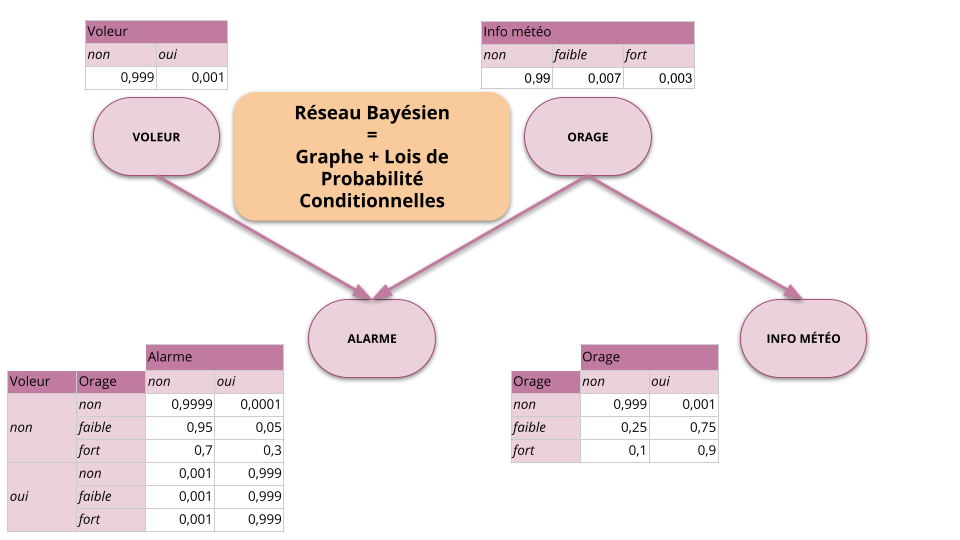 Voleur
non oui
0,999 0,001
Info météo
non faible fort
0,99 0,007 0,003
VOLEUR
Réseau Bayésien
=
Graphe + Lois de
Probabilité
Conditionnelles
ORAGE
ALARME
INFO MÉTÉO
Alarme
Voleur Orage non oui
non 0,9999 0,0001
non faible 0,95 0,05
fort 0,7 0,3
non 0,001 0,999
oui faible 0,001 0,999
fort 0,001 0,999
Orage
Orage non oui
non 0,999 0,001
faible 0,25 0,75
fort 0,1 0,9